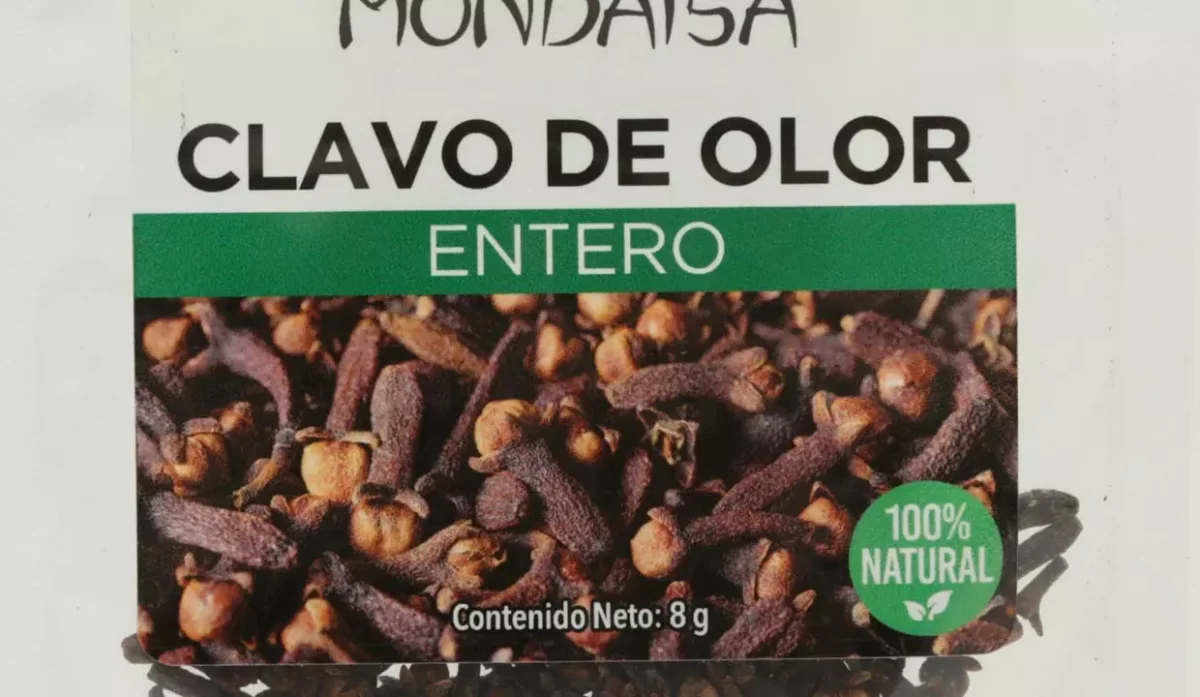 MONDAISA
CLAVO DE OLOR
ENTERO
100%
NATURAL
Contenido Neto: 8 g